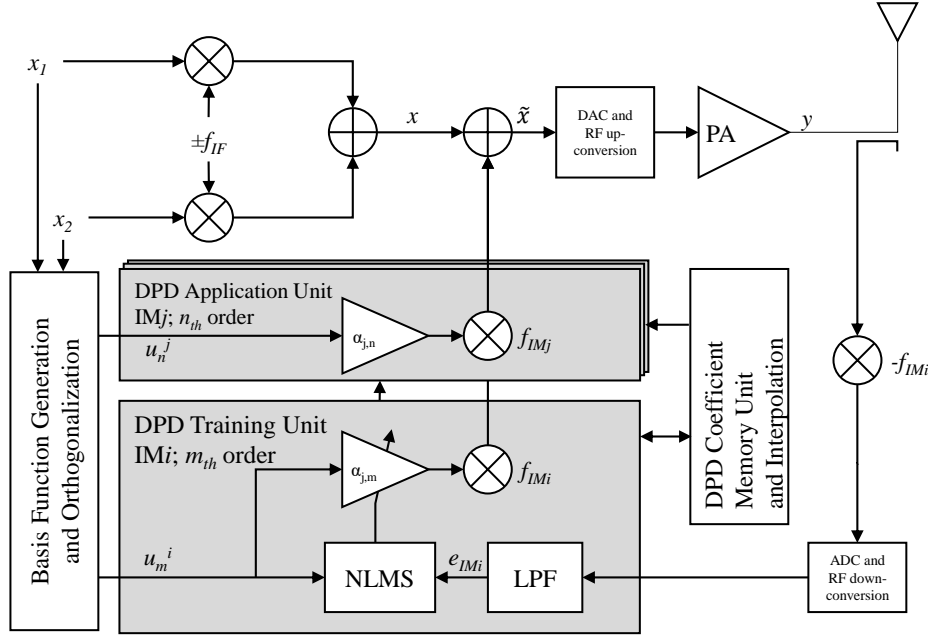 x1
±fIF
x2
x
x̃
DAC and
RF up-
conversion
PA
y
Basis Function Generation
and Orthogonalization
DPD Application Unit
IMj; nth order
unj
αj,n
fIMj
DPD Training Unit
IMi; mth order
αj,m
fIMi
umi
NLMS
eIMi
LPF
DPD Coefficient
Memory Unit
and Interpolation
-fIMi
ADC and
RF down-
conversion